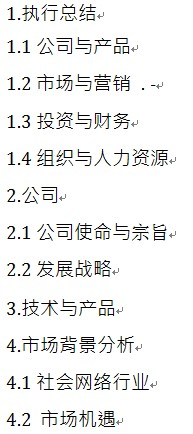 1.执行总结
1.1 公司与产品
1.2 市场与营销 . -
1.3 投资与财务
1.4 组织与人力资源
2.公司
2.1 公司使命与宗旨
2.2 发展战略
3.技术与产品
4.市场背景分析
4.1 社会网络行业
4.2 市场机遇